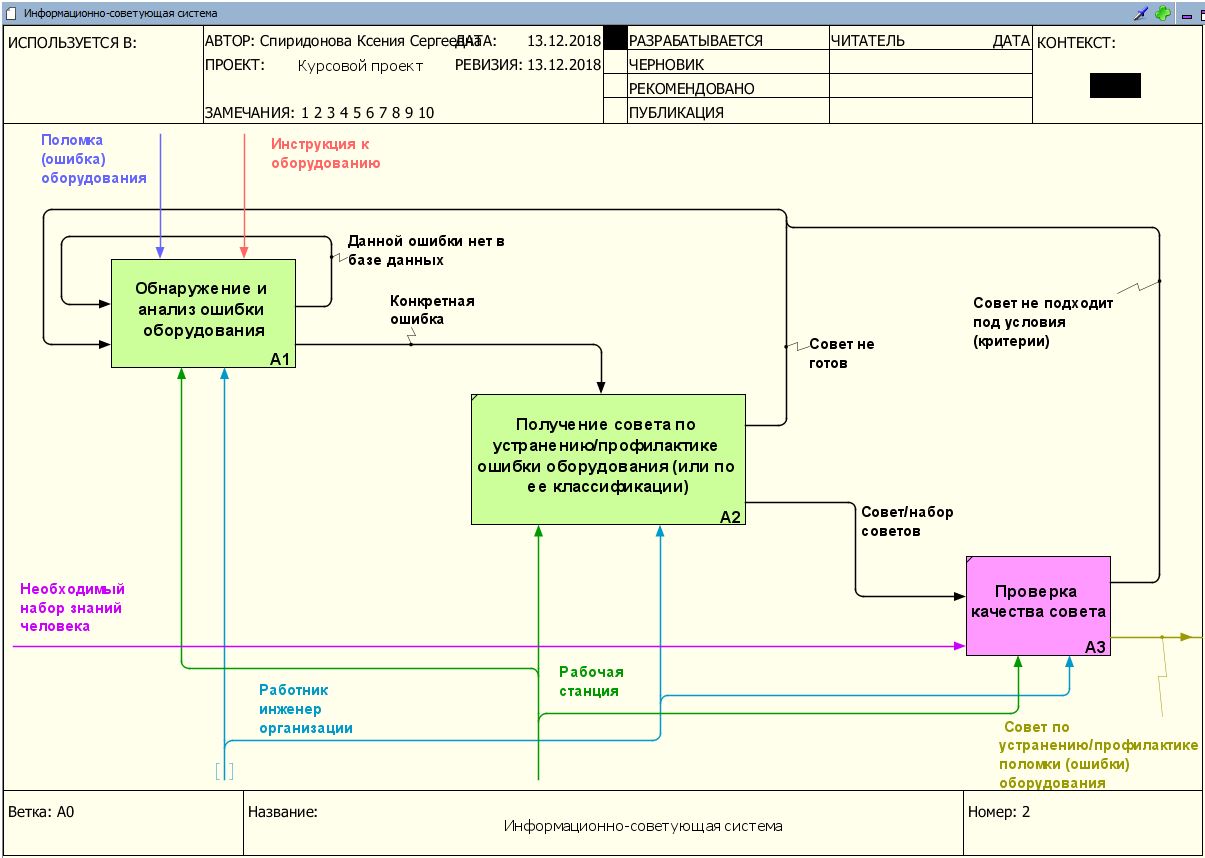 Информационно-советующая система
ИСПОЛЬЗУЕТСЯ В:
АВТОР: Спиридонова Ксения Сергеевна
ДАТА: 13.12.2018
ПРОЕКТ: Курсовой проект
РЕВИЗИЯ: 13.12.2018
ЗАМЕЧАНИЯ: 1 2 3 4 5 6 7 8 9 10
РАЗРАБАТЫВАЕТСЯ
ЧЕРНОВИК
РЕКОМЕНДОВАНО
ПУБЛИКАЦИЯ
ЧИТАТЕЛЬ ДАТА
КОНТЕКСТ:
Поломка
(ошибка)
оборудования
Инструкция к
оборудованию
Данной ошибки нет в
базе данных
Обнаружение и
анализ ошибки
оборудования
A1
Конкретная
ошибка
Совет не подходит
под условия
(критерии)
Совет не
готов
Получение совета по
устранению/профилактике
ошибки оборудования (или по
ее классификации)
A2
Совет/набор
советов
Проверка
качества совета
A3
Необходимый
набор знаний
человека
Рабочая
станция
Работник
инженер
организации
Совет по
устранению/профилактике
поломки (ошибки)
оборудования
Ветка: A0
Название:
Информационно-советующая система
Номер: 2